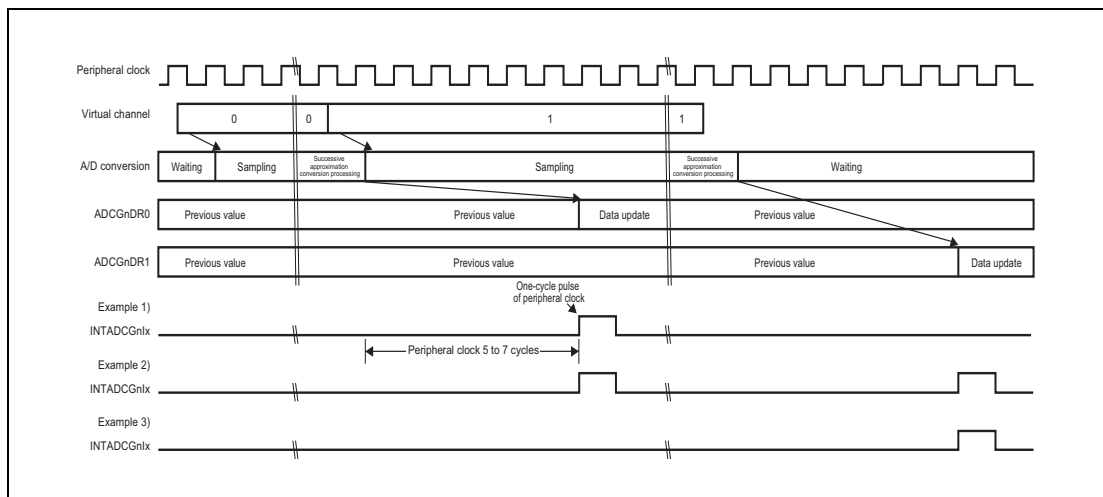 Peripheral clock
Virtual channel
0
0
1
1
A/D conversion
Waiting
Sampling
Successive
approximation
conversion processing
Sampling
Successive
approximation
conversion processing
Waiting
ADCGnDR0
Previous value
Previous value
Data update
Previous value
ADCGnDR1
Previous value
Previous value
Previous value
Data update
One-cycle pulse
of peripheral clock
Example 1)
INTADCGnIx
Peripheral clock 5 to 7 cycles
Example 2)
INTADCGnIx
Example 3)
INTADCGnIx